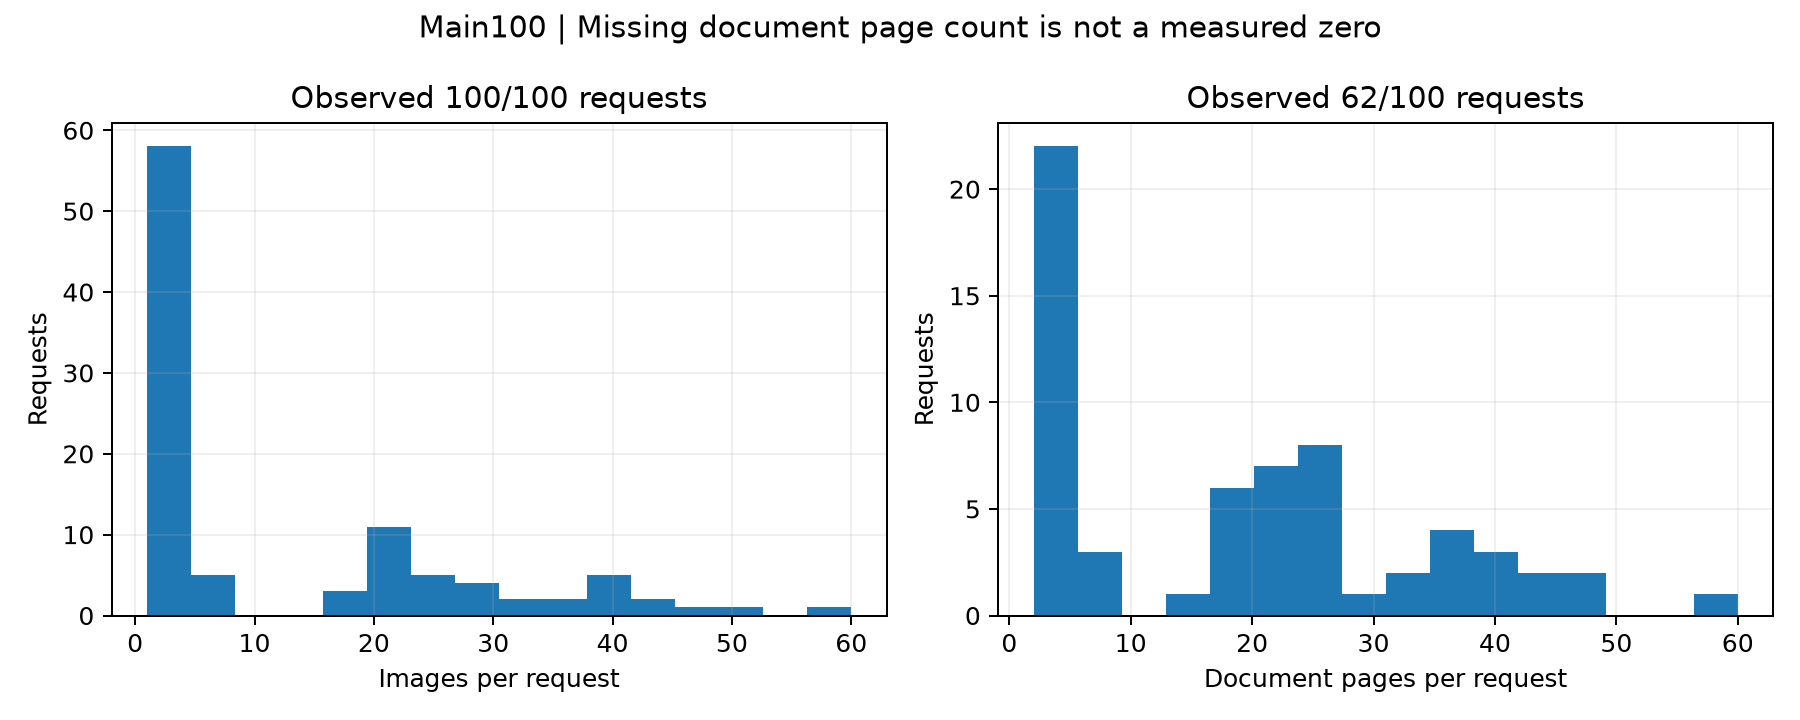 Main100 | Missing document page count is not a measured zero
Observed 100/100 requests
Requests
60
50
40
30
20
10
0
0 10 20 30 40 50 60
Images per request
Observed 62/100 requests
Requests
20
15
10
5
0
0 10 20 30 40 50 60
Document pages per request